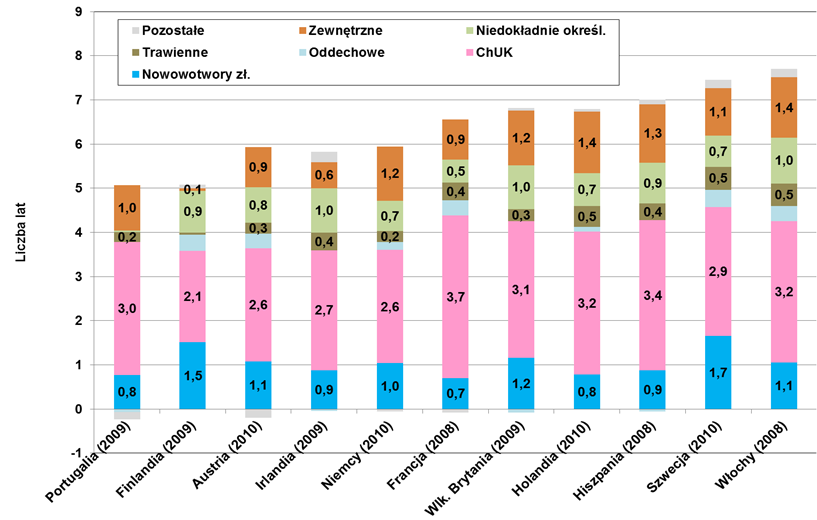 Pozostałe Zewnętrzne Niedokładnie określ.
Trawienne Oddechowe ChUK
Nowowotwory zł.
Liczba lat
9
8
7
6
5
4
3
2
1
0
-1
1,0 0,2 3,0 0,8
0,1 0,9 2,1 1,5
0,9 0,8 0,3 2,6 1,1
0,6 1,0 0,4 2,7 0,9
1,2 0,7 0,2 2,6 1,0
0,9 0,5 0,4 3,7 0,7
1,2 1,0 0,3 3,1 1,2
1,4 0,7 0,5 3,2 0,8
1,3 0,9 0,4 3,4 0,9
1,1 0,7 0,5 2,9 1,7
1,4 1,0 0,5 3,2 1,1
Portugalia (2009)
Finlandia (2009)
Austria (2010)
Irlandia (2009)
Niemcy (2010)
Francja (2008)
Wlk. Brytania (2009)
Holandia (2010)
Hiszpania (2008)
Szwecja (2010)
Włochy (2008)